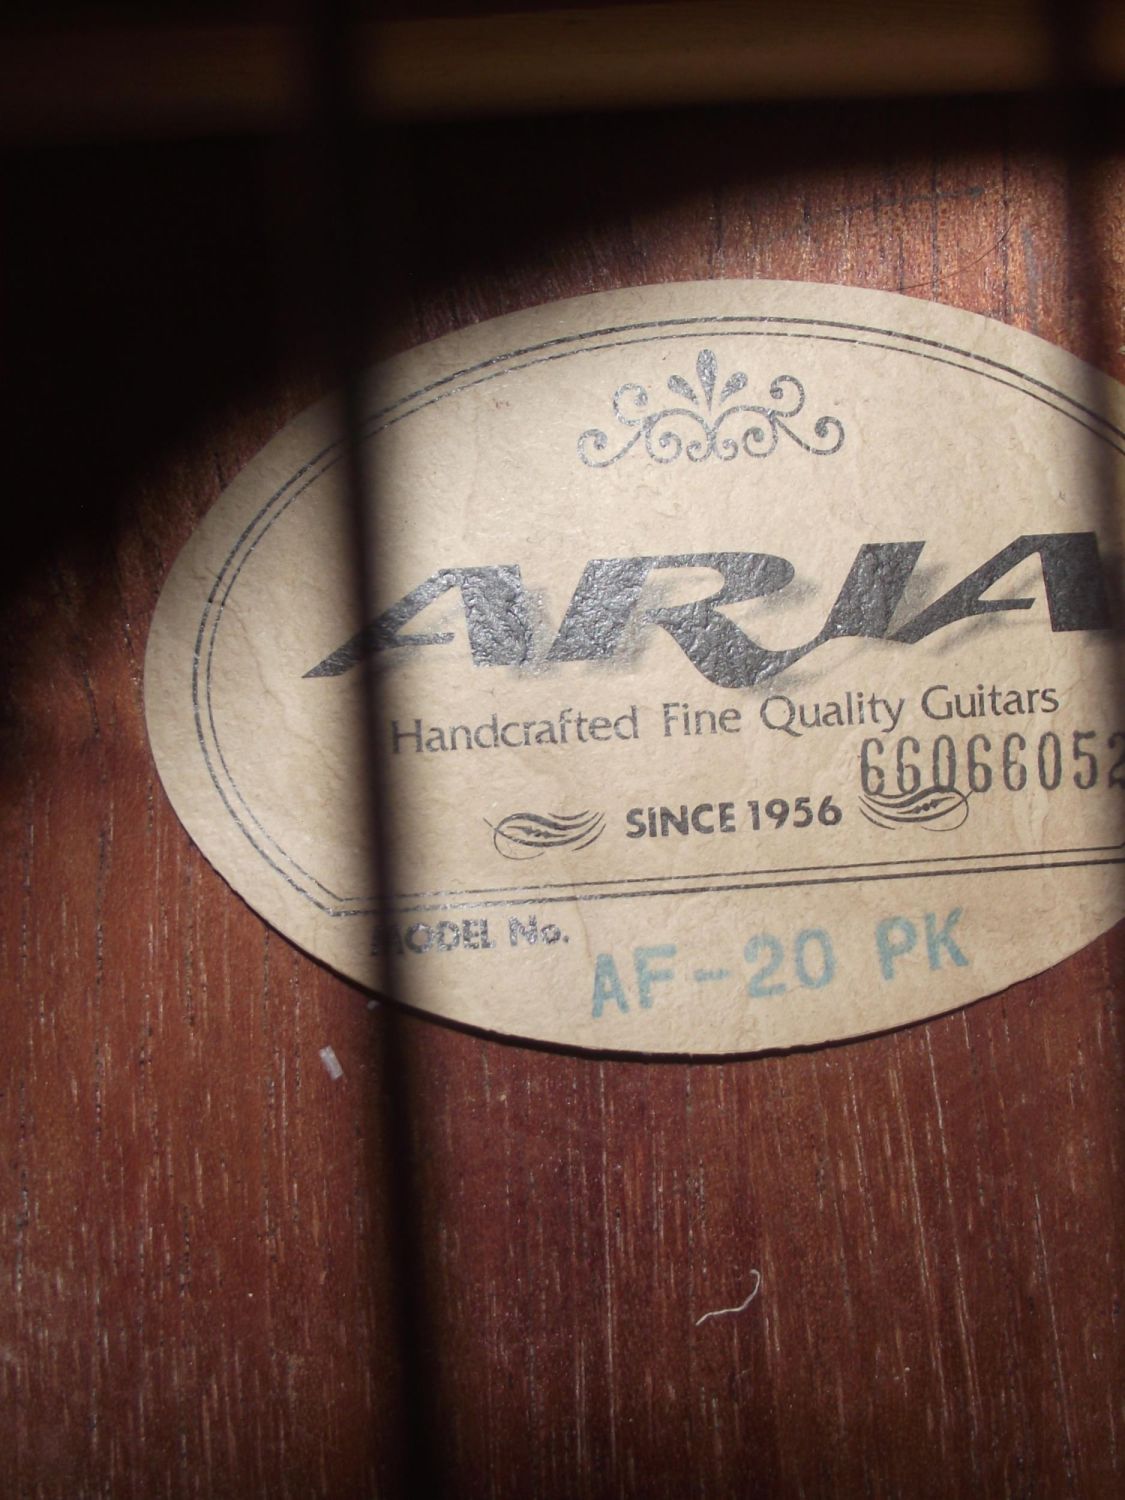 ARIA
Handcrafted Fine Quality Guitars
66066052
SINCE 1956
MODEL No. AF-20 PK